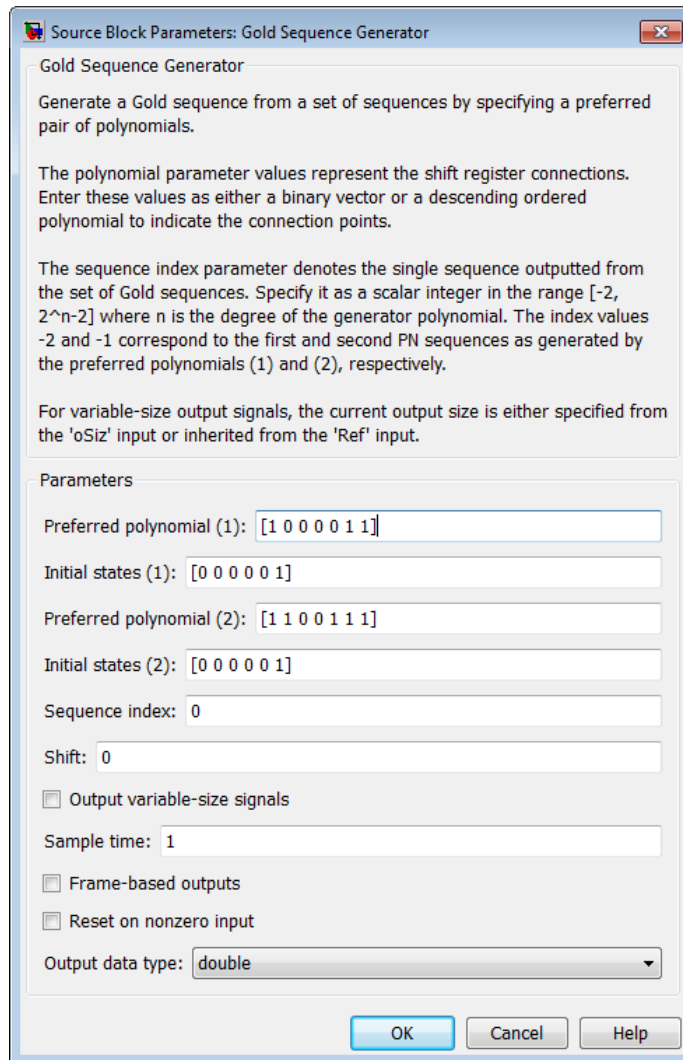 Source Block Parameters: Gold Sequence Generator
Gold Sequence Generator
Generate a Gold sequence from a set of sequences by specifying a preferred
pair of polynomials.
The polynomial parameter values represent the shift register connections.
Enter these values as either a binary vector or a descending ordered
polynomial to indicate the connection points.
The sequence index parameter denotes the single sequence outputted from
the set of Gold sequences. Specify it as a scalar integer in the range [-2,
2^n-2] where n is the degree of the generator polynomial. The index values
-2 and -1 correspond to the first and second PN sequences as generated by
the preferred polynomials (1) and (2), respectively.
For variable-size output signals, the current output size is either specified from
the 'oSiz' input or inherited from the 'Ref' input.
Parameters
Preferred polynomial (1): [1 0 0 0 0 1 1]
Initial states (1): [0 0 0 0 0 1]
Preferred polynomial (2): [1 1 0 0 1 1 1]
Initial states (2): [0 0 0 0 0 1]
Sequence index: 0
Shift: 0
Output variable-size signals
Sample time: 1
Frame-based outputs
Reset on nonzero input
Output data type: double
OK Cancel Help